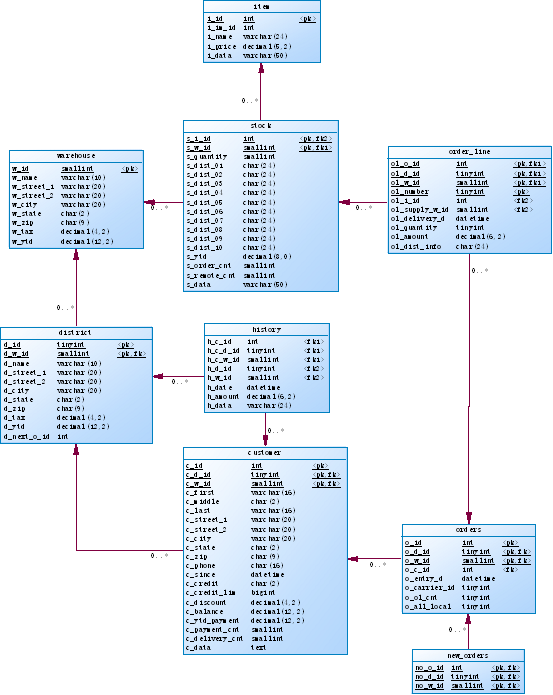 item
i_id int <pk>
i_im_id int
i_name varchar(24)
i_price decimal(5,2)
i_data varchar(50)
0..*
stock
s_i_id int <pk,fk2>
s_w_id smallint <pk,fk1>
s_quantity smallint
s_dist_01 char(24)
s_dist_02 char(24)
s_dist_03 char(24)
s_dist_04 char(24)
s_dist_05 char(24)
s_dist_06 char(24)
s_dist_07 char(24)
s_dist_08 char(24)
s_dist_09 char(24)
s_dist_10 char(24)
s_ytd decimal(8,0)
s_order_cnt smallint
s_remote_cnt smallint
s_data varchar(50)
warehouse
w_id smallint <pk>
w_name varchar(10)
w_street_1 varchar(20)
w_street_2 varchar(20)
w_city varchar(20)
w_state char(2)
w_zip char(9)
w_tax decimal(4,2)
w_ytd decimal(12,2)
0..*
order_line
ol_o_id int <pk,fk1>
ol_d_id tinyint <pk,fk1>
ol_w_id smallint <pk,fk1>
ol_number tinyint <pk>
ol_i_id int <fk2>
ol_supply_w_id smallint <fk2>
ol_delivery_d datetime
ol_quantity tinyint
ol_amount decimal(6,2)
ol_dist_info char(24)
0..*
0..*
0..*
district
d_id tinyint <pk>
d_w_id smallint <pk,fk>
d_name varchar(10)
d_street_1 varchar(20)
d_street_2 varchar(20)
d_city varchar(20)
d_state char(2)
d_zip char(9)
d_tax decimal(4,2)
d_ytd decimal(12,2)
d_next_o_id int
history
h_c_id int <fk1>
h_c_d_id tinyint <fk1>
h_c_w_id smallint <fk1>
h_d_id tinyint <fk2>
h_w_id smallint <fk2>
h_date datetime
h_amount decimal(6,2)
h_data varchar(24)
0..*
0..*
customer
c_id int <pk>
c_d_id tinyint <pk,fk>
c_w_id smallint <pk,fk>
c_first varchar(16)
c_middle char(2)
c_last varchar(16)
c_street_1 varchar(20)
c_street_2 varchar(20)
c_city varchar(20)
c_state char(2)
c_zip char(9)
c_phone char(16)
c_since datetime
c_credit char(2)
c_credit_lim bigint
c_discount decimal(4,2)
c_balance decimal(12,2)
c_ytd_payment decimal(12,2)
c_payment_cnt smallint
c_delivery_cnt smallint
c_data text
0..*
orders
o_id int <pk>
o_d_id tinyint <pk,fk>
o_w_id smallint <pk,fk>
o_c_id int <fk>
o_entry_d datetime
o_carrier_id tinyint
o_ol_cnt tinyint
o_all_local tinyint
0..*
0..*
new_orders
no_o_id int <pk,fk>
no_d_id tinyint <pk,fk>
no_w_id smallint <pk,fk>